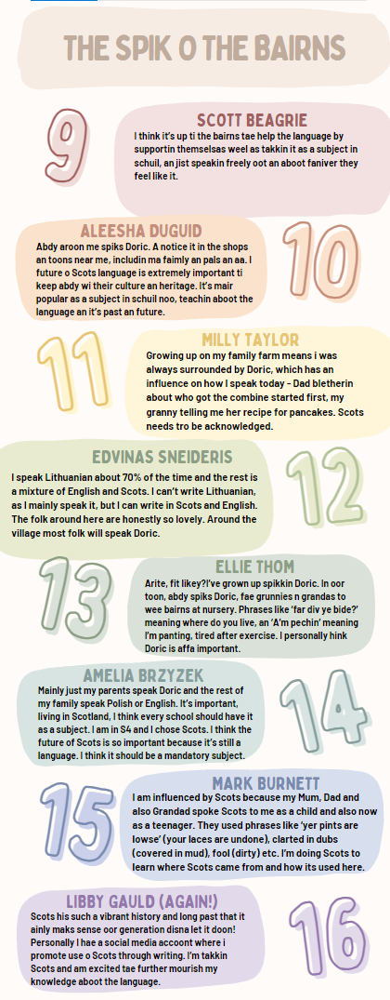 THE SPIK O THE BAIRNS
9
SCOTT BEAGRIE
I think it's up ti the bairns tae help the language by
supportin themselsas weel as takkin it as a subject in
schuil, an jist speakin freely oot an aboot faniver they
feel like it.
ALEESHA DUGUID
Abdy aroon me spiks Doric. A notice it in the shops
an toons near me, includin ma faimly an pals an aa. I
future o Scots language is extremely important ti
keep abdy wi their culture an heritage. It's mair
popular as a subject in schuil noo, teachin aboot the
language an it's past an future.
10
11
MILLY TAYLOR
Growing up on my family farm means i was
always surrounded by Doric, which has an
influence on how I speak today - Dad bletherin
about who got the combine started first, my
granny telling me her recipe for pancakes. Scots
needs tro be acknowledged.
EDVINAS SNEIDERIS
I speak Lithuanian about 70% of the time and the rest is
a mixture of English and Scots. I can't write Lithuanian,
as I mainly speak it, but I can write in Scots and English.
The folk around here are honestly so lovely. Around the
village most folk will speak Doric.
12
13
ELLIE THOM
Arite, fit likey?I've grown up spikkin Doric. In oor
toon, abdy spiks Doric, fae grunnies n grandas to
wee bairns at nursery. Phrases like 'far div ye bide?'
meaning where do you live, an 'A'm pechin' meaning
I'm panting, tired after exercise. I personally hink
Doric is affa important.
AMELIA BRZYZEK
Mainly just my parents speak Doric and the rest of
my family speak Polish or English. It's important,
living in Scotland, I think every school should have it
as a subject. I am in S4 and I chose Scots. I think the
future of Scots is so important because it's still a
language. I think it should be a mandatory subject.
14
15
MARK BURNETT
I am influenced by Scots because my Mum, Dad and
also Grandad spoke Scots to me as a child and also now
as a teenager. They used phrases like 'yer pints are
lowse' (your laces are undone), clarted in dubs
(covered in mud), fool (dirty) etc. I'm doing Scots to
learn where Scots came from and how its used here.
LIBBY GAULD (AGAIN!)
Scots his such a vibrant history and long past that it
ainly maks sense oor generation disna let it doon!
Personally I hae a social media accoont where i
promote use o Scots through writing. I'm takkin
Scots and am excited tae further mourish my
knowledge aboot the language.
16